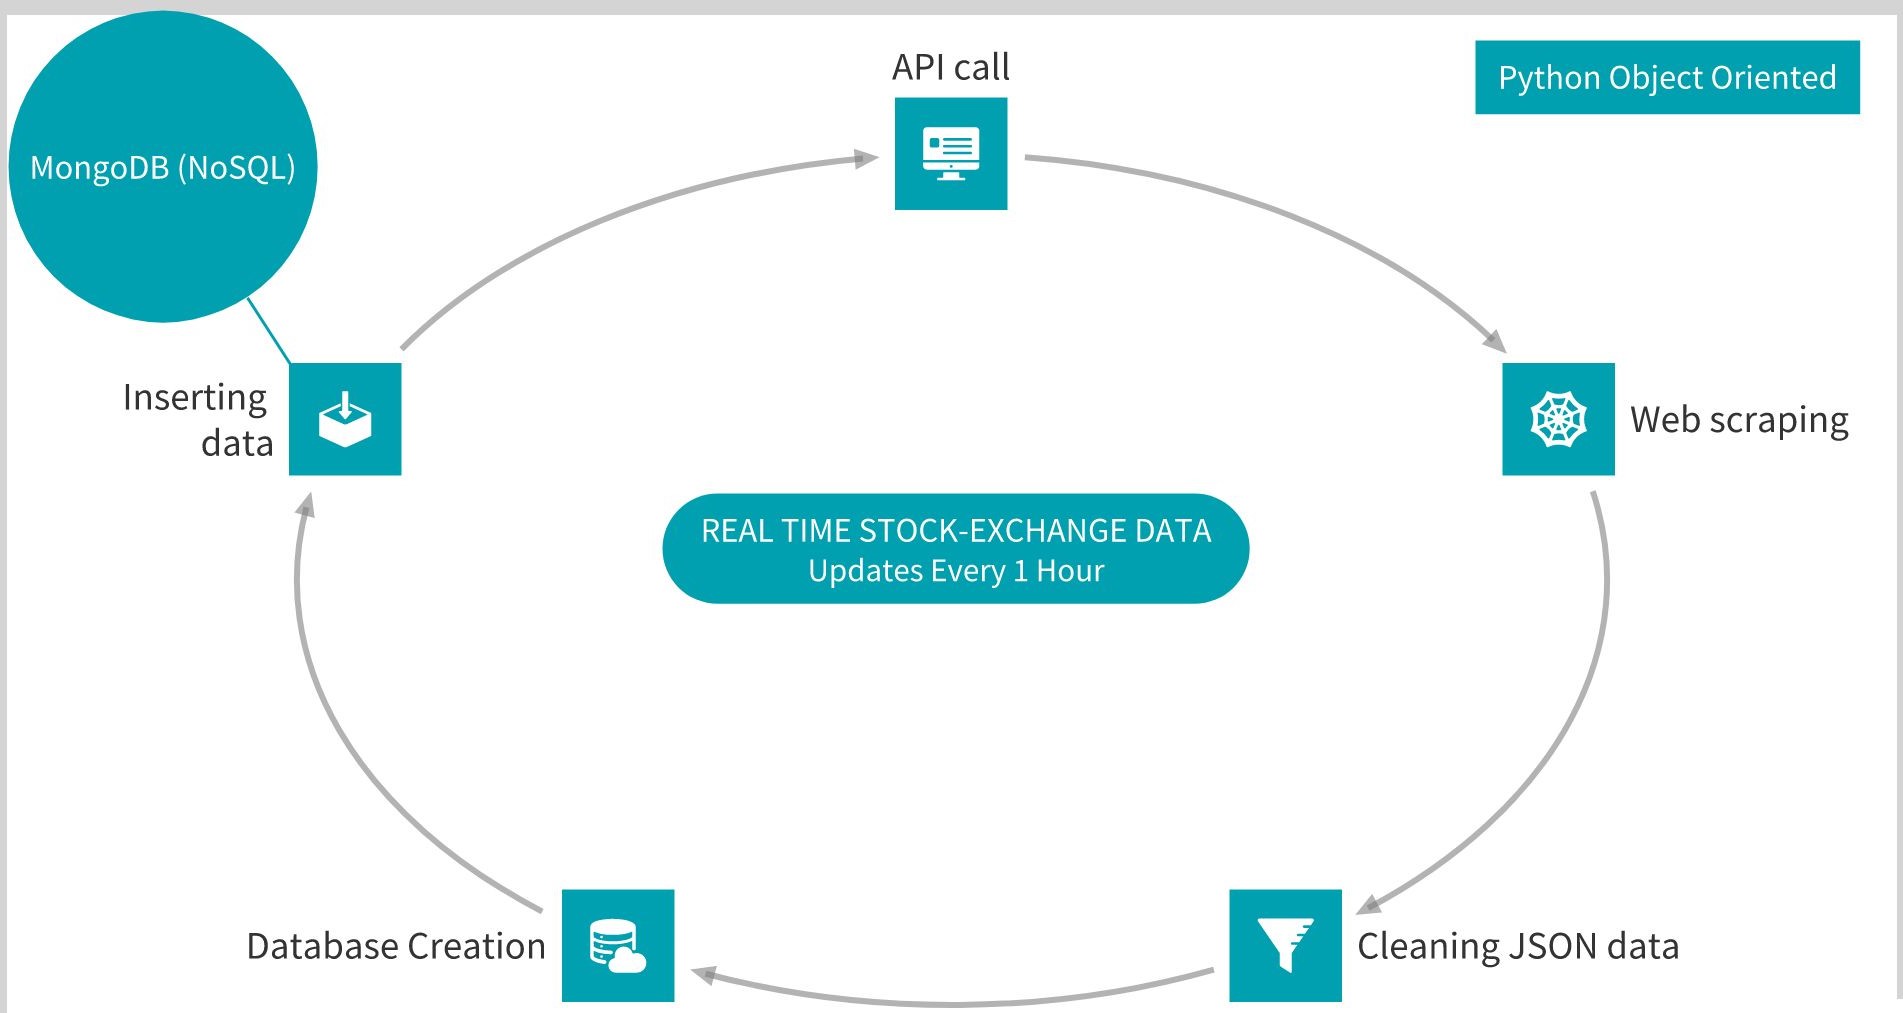 API call
Python Object Oriented
MongoDB (NoSQL)
Inserting
data
Web scraping
REAL TIME STOCK-EXCHANGE DATA
Updates Every 1 Hour
Database Creation
Cleaning JSON data